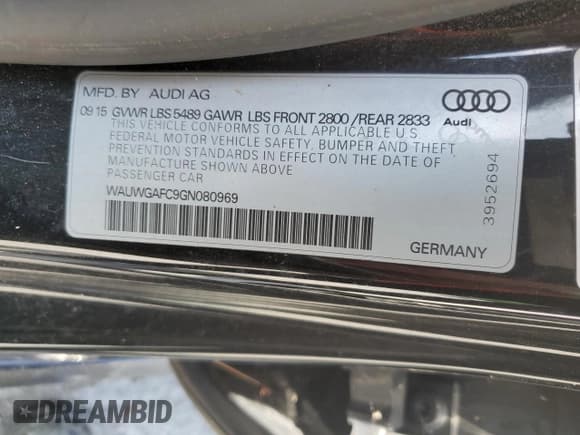 MFD. BY AUDI AG
09 15 GVWR LBS 5489 GAWR LBS FRONT 2800 /REAR 2833
THIS VEHICLE CONFORMS TO ALL APPLICABLE U.S
FEDERAL MOTOR VEHICLE SAFETY, BUMPER AND THEFT
PREVENTION STANDARDS IN EFFECT ON THE DATE
OF MANUFACTURE SHOWN ABOVE
PASSENGER CAR
WAUWGAFC9GN080969
Audi
3952694
GERMANY
DREAMBID